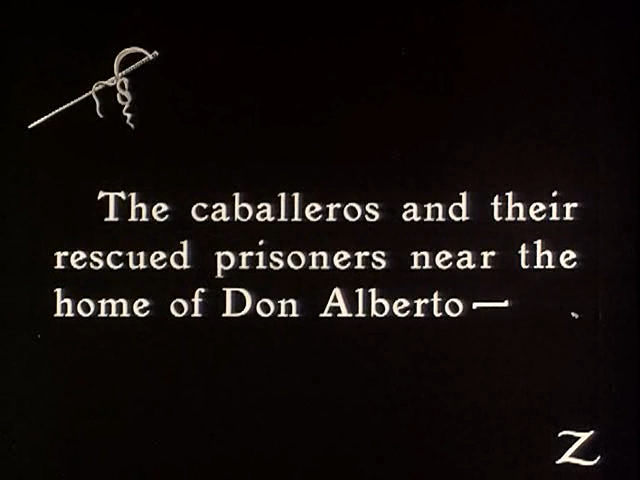 The caballeros and their
rescued prisoners near the
home of Don Alberto —
Z